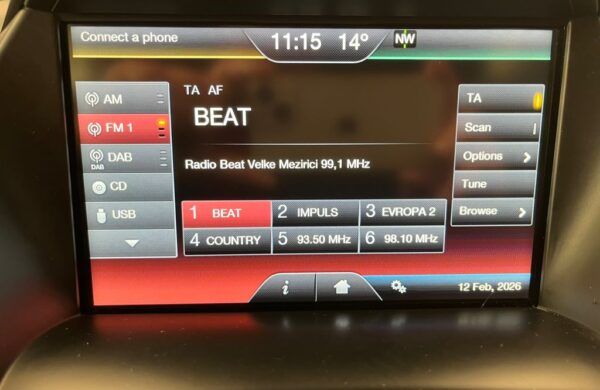 Connect a phone
11:15 14° NW
TA AF
BEAT
Radio Beat Velke Mezirici 99,1 MHz
AM
FM 1
DAB
DAB
CD
USB
1 BEAT 2 IMPULS 3 EVROPA 2
4 COUNTRY 5 93.50 MHz 6 98.10 MHz
TA
Scan
Options
Tune
Browse
i
12 Feb, 2026